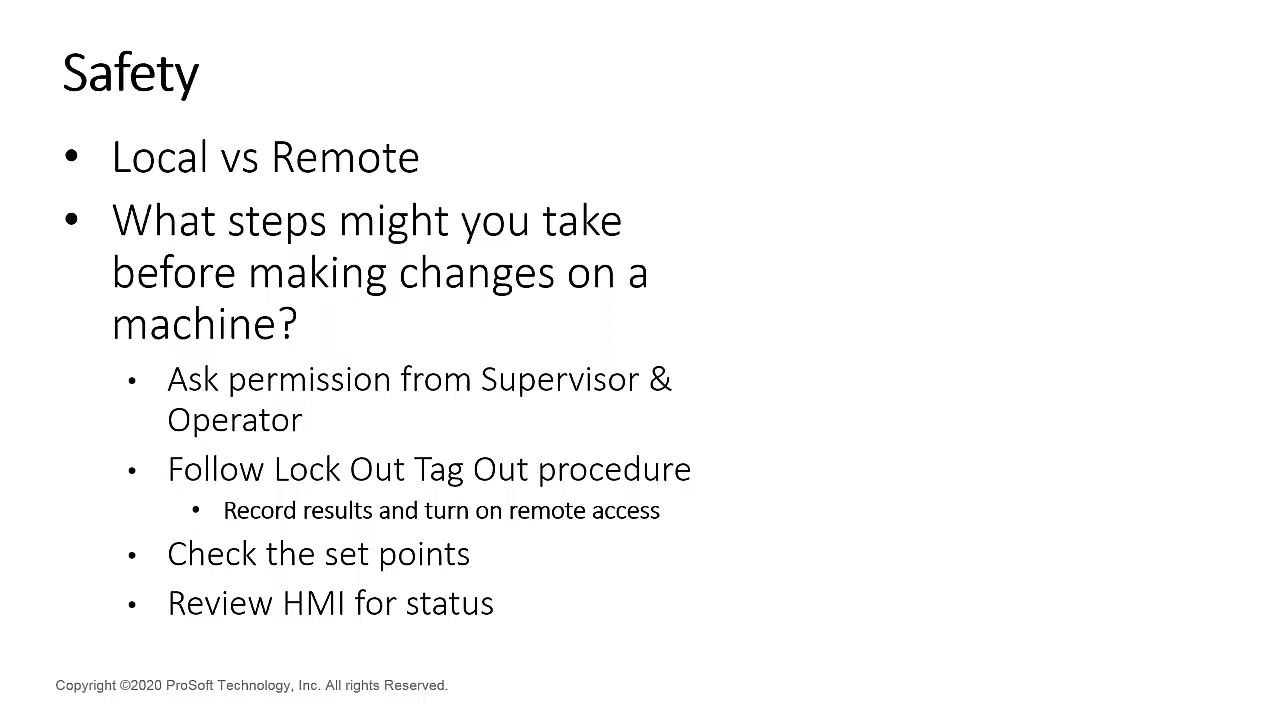 Safety
• Local vs Remote
• What steps might you take
before making changes on a
machine?
• Ask permission from Supervisor &
Operator
• Follow Lock Out Tag Out procedure
• Record results and turn on remote access
• Check the set points
• Review HMI for status
Copyright ©2020 ProSoft Technology, Inc. All rights Reserved.